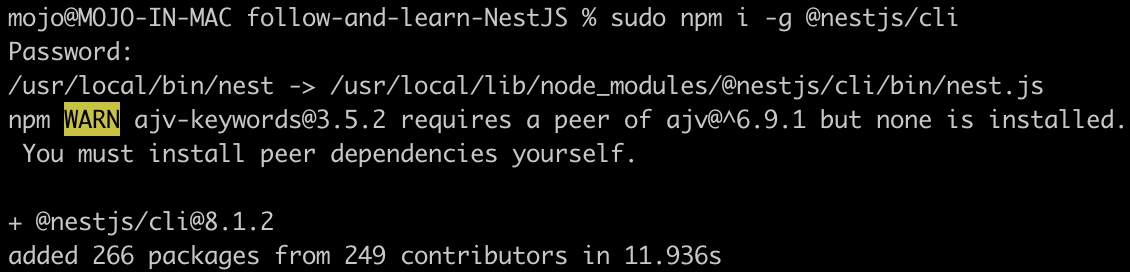 mojo@MOJO-IN-MAC follow-and-learn-NestJS % sudo npm i -g @nestjs/cli
Password:
/usr/local/bin/nest -> /usr/local/lib/node_modules/@nestjs/cli/bin/nest.js
npm WARN ajv-keywords@3.5.2 requires a peer of ajv@^6.9.1 but none is installed.
You must install peer dependencies yourself.
+ @nestjs/cli@8.1.2
added 266 packages from 249 contributors in 11.936s